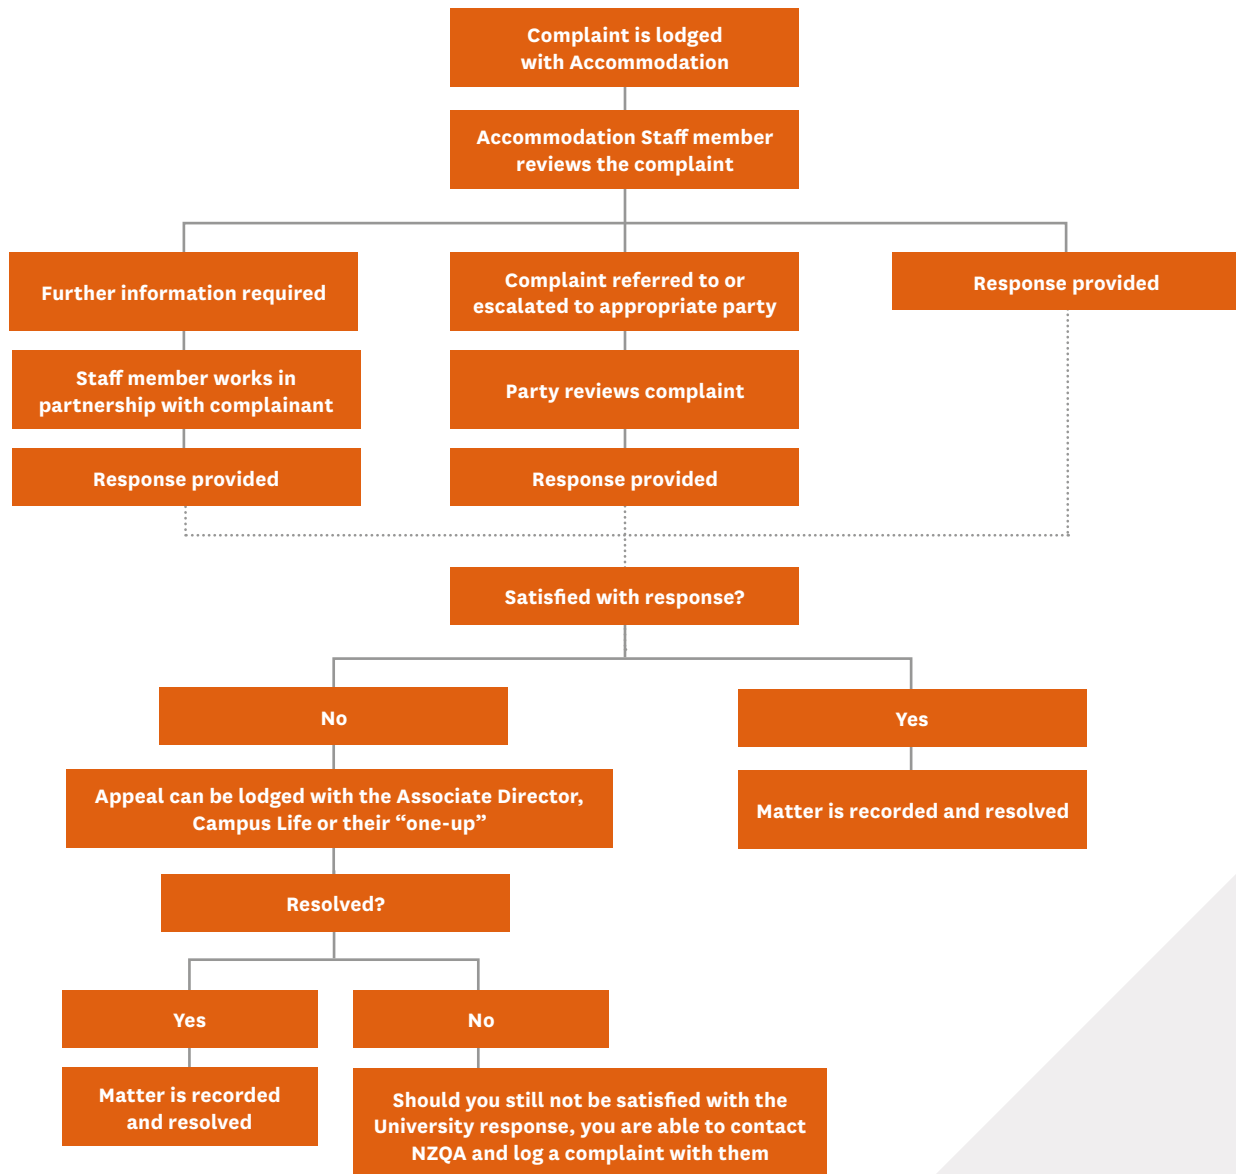 Complaint is lodged
with Accommodation
Accommodation Staff member
reviews the complaint
Further information required
Complaint referred to or
escalated to appropriate party
Response provided
Staff member works in
partnership with complainant
Party reviews complaint
Response provided
Response provided
Satisfied with response?
No
Yes
Appeal can be lodged with the Associate Director,
Campus Life or their “one-up”
Matter is recorded and resolved
Resolved?
Yes
No
Matter is recorded
and resolved
Should you still not be satisfied with the
University response, you are able to contact
NZQA and log a complaint with them